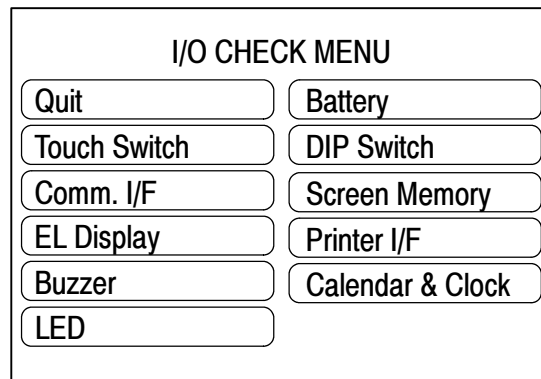 I/O CHECK MENU
Quit
Battery
Touch Switch
DIP Switch
Comm. I/F
Screen Memory
EL Display
Printer I/F
Buzzer
Calendar & Clock
LED